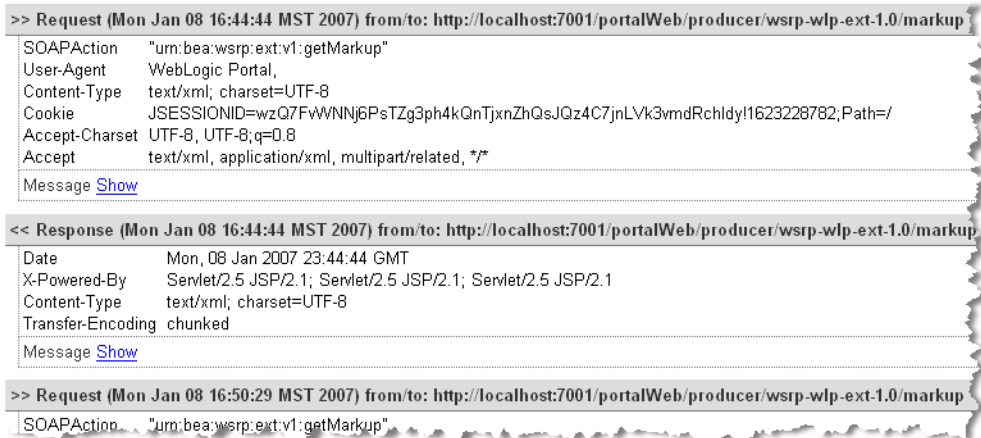 >> Request (Mon Jan 08 16:44:44 MST 2007) from/to: http://localhost:7001/portalWeb/producer/wsrp-wlp-ext-1.0/markup
SOAPAction "urn:bea:wsrp:ext:v1:getMarkup"
User-Agent WebLogic Portal,
Content-Type text/xml; charset=UTF-8
Cookie JSESSIONID=wzQ7FvWNNj6PsTZg3ph4kQnTjxnZhQsJQz4C7jnLVk3vmdRchldy!1623228782;Path=/
Accept-Charset UTF-8, UTF-8;q=0.8
Accept text/xml, application/xml, multipart/related, */*
Message Show
<< Response (Mon Jan 08 16:44:44 MST 2007) from/to: http://localhost:7001/portalWeb/producer/wsrp-wlp-ext-1.0/markup
Date Mon, 08 Jan 2007 23:44:44 GMT
X-Powered-By Servlet/2.5 JSP/2.1; Servlet/2.5 JSP/2.1; Servlet/2.5 JSP/2.1
Content-Type text/xml; charset=UTF-8
Transfer-Encoding chunked
Message Show
>> Request (Mon Jan 08 16:50:29 MST 2007) from/to: http://localhost:7001/portalWeb/producer/wsrp-wlp-ext-1.0/markup
SOAPAction "urn:bea:wsrp:ext:v1:getMarkup"